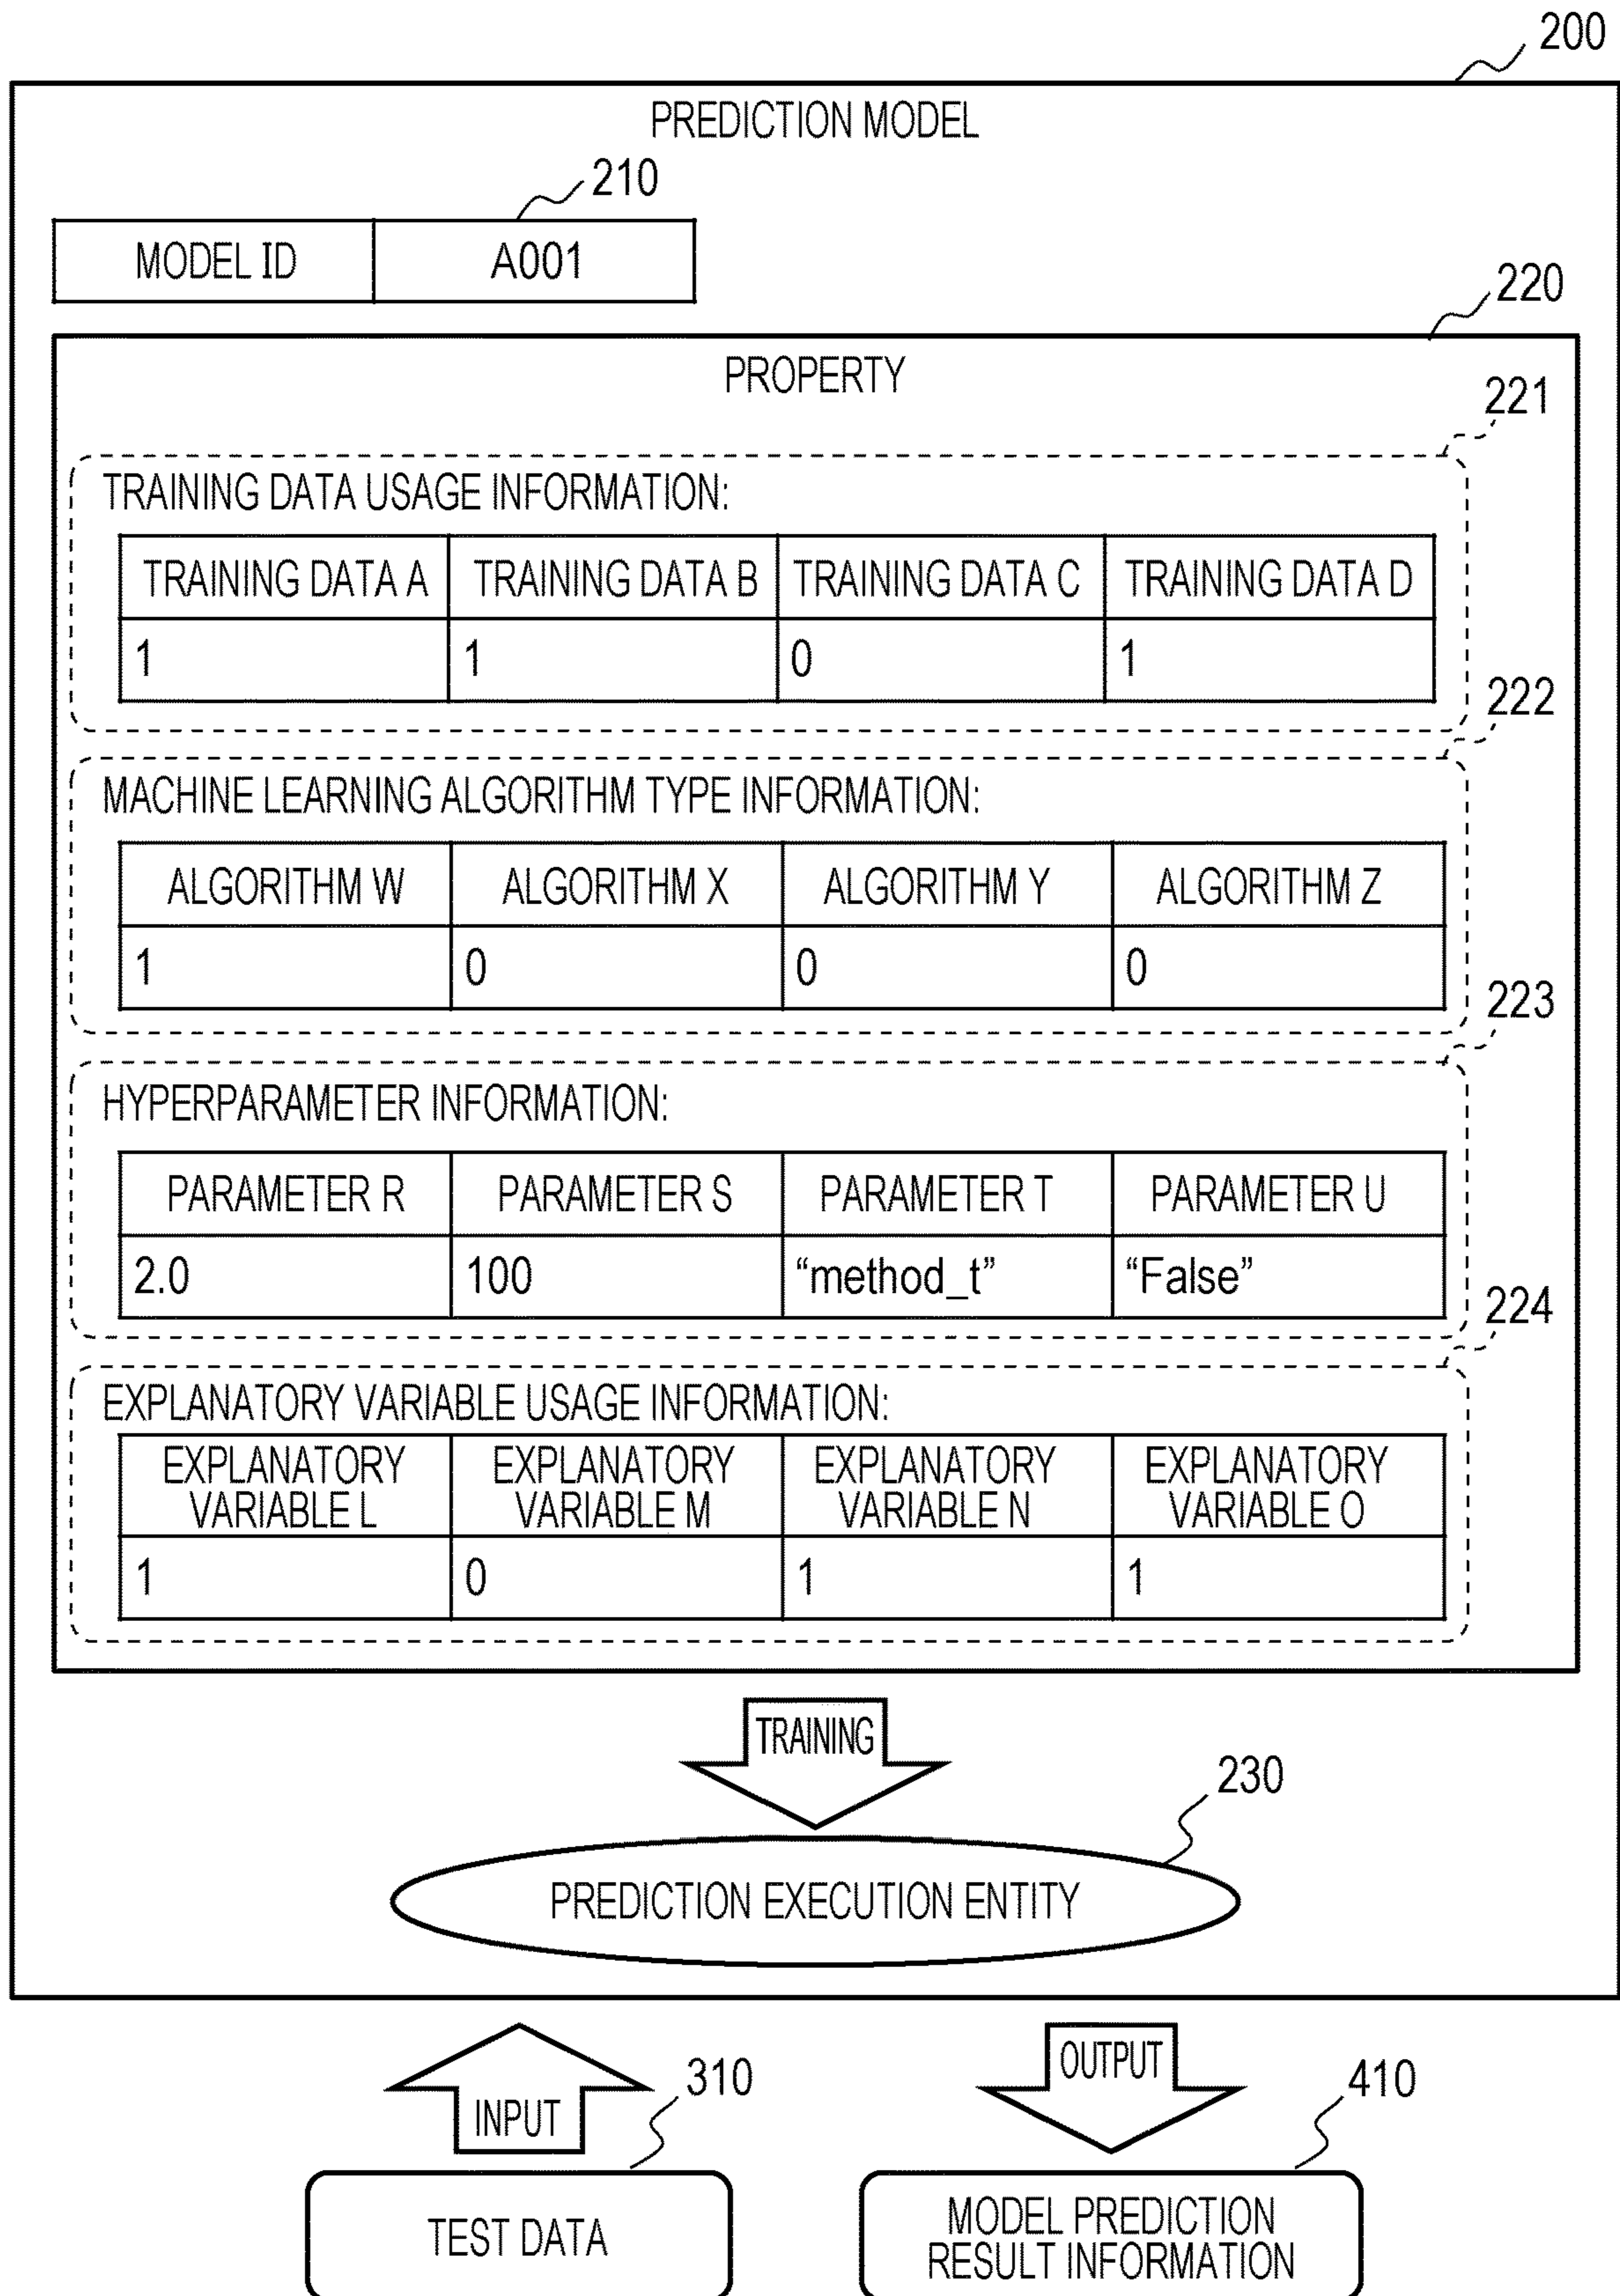 200
PREDICTION MODEL
210
MODEL ID A001
220
PROPERTY
221
TRAINING DATA USAGE INFORMATION:
TRAINING DATA A TRAINING DATA B TRAINING DATA C TRAINING DATA D
1 1 0 1
222
MACHINE LEARNING ALGORITHM TYPE INFORMATION:
ALGORITHM W ALGORITHM X ALGORITHM Y ALGORITHM Z
1 0 0 0
223
HYPERPARAMETER INFORMATION:
PARAMETER R PARAMETER S PARAMETER T PARAMETER U
2.0 100 “method_t” “False”
224
EXPLANATORY VARIABLE USAGE INFORMATION:
EXPLANATORY EXPLANATORY EXPLANATORY EXPLANATORY
VARIABLE L VARIABLE M VARIABLE N VARIABLE O
1 0 1 1
TRAINING
230
PREDICTION EXECUTION ENTITY
INPUT
310
OUTPUT
410
TEST DATA
MODEL PREDICTION
RESULT INFORMATION